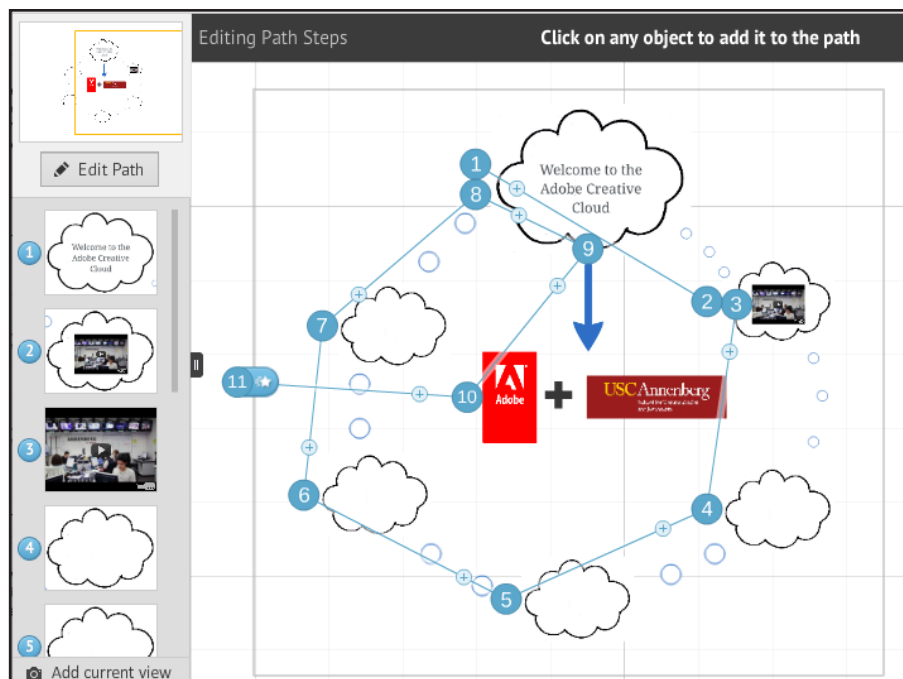 Editing Path Steps
Click on any object to add it to the path
Edit Path
1
Welcome to the
Adobe Creative
Cloud
2
3
4
5
Add current view
1
8
Welcome to the
Adobe Creative
Cloud
9
2
3
7
11
10
Adobe
+
USC Annenberg
6
4
5